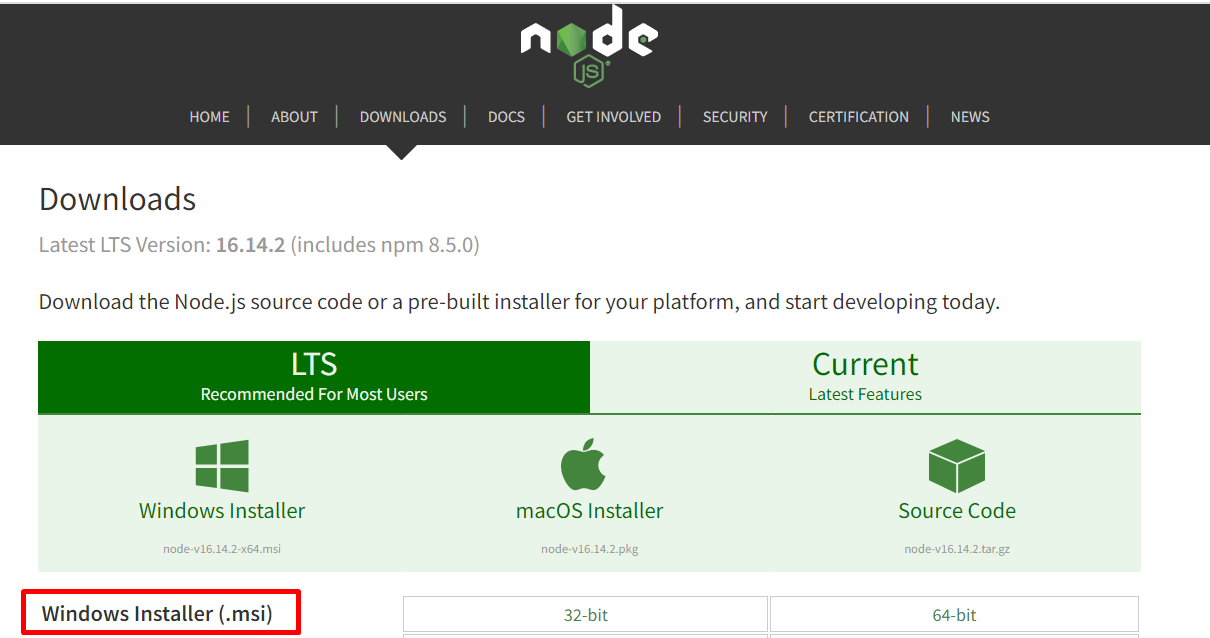 node
JS
HOME ABOUT DOWNLOADS DOCS GET INVOLVED SECURITY CERTIFICATION NEWS
Downloads
Latest LTS Version: 16.14.2 (includes npm 8.5.0)
Download the Node.js source code or a pre-built installer for your platform, and start developing today.
LTS Current
Recommended For Most Users Latest Features
Windows Installer macOS Installer Source Code
node-v16.14.2-x64.msi node-v16.14.2.pkg node-v16.14.2.tar.gz
Windows Installer (.msi) 32-bit 64-bit